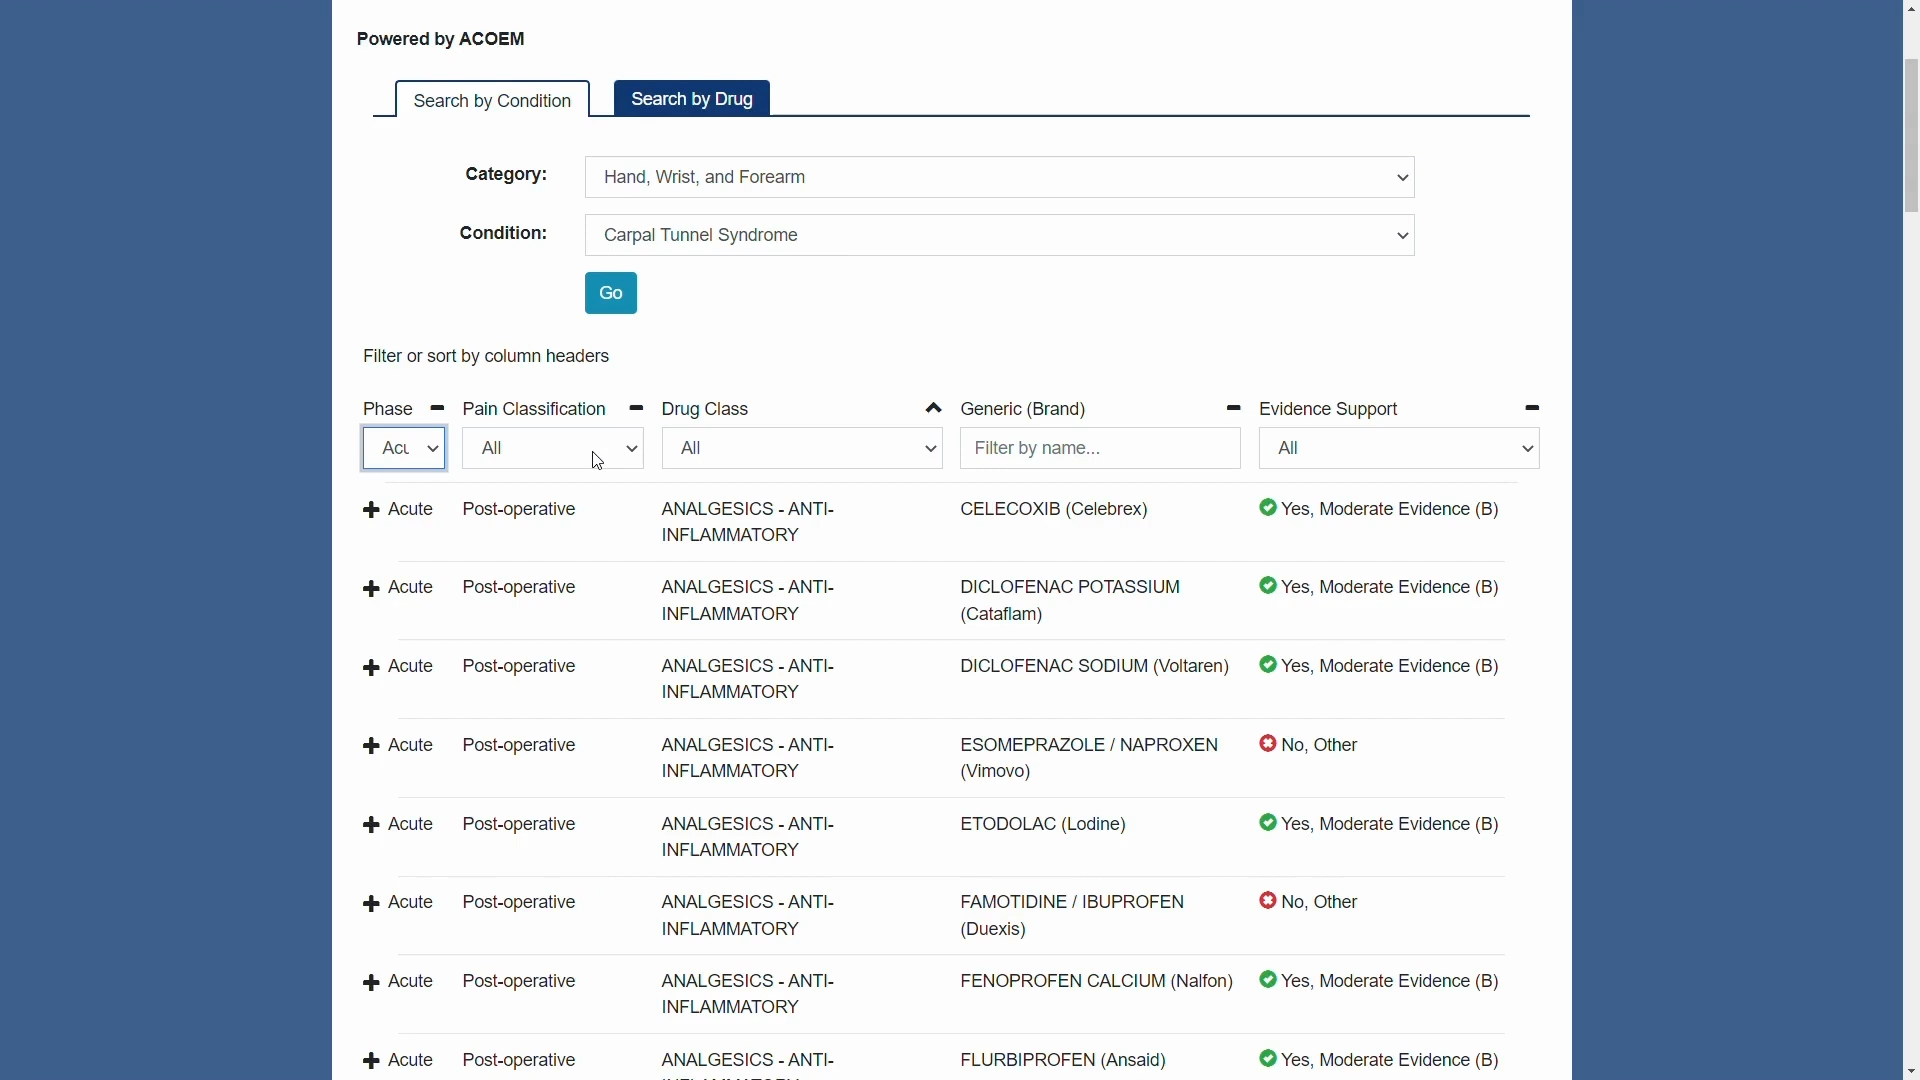 Powered by ACOEM
Search by Condition Search by Drug
Category: Hand, Wrist, and Forearm
Condition: Carpal Tunnel Syndrome
Go
Filter or sort by column headers
Phase Pain Classification Drug Class Generic (Brand) Evidence Support
Acu All All Filter by name... All
Acute Post-operative ANALGESICS - ANTI- CELECOXIB (Celebrex) Yes, Moderate Evidence (B)
INFLAMMATORY
Acute Post-operative ANALGESICS - ANTI- DICLOFENAC POTASSIUM Yes, Moderate Evidence (B)
INFLAMMATORY (Cataflam)
Acute Post-operative ANALGESICS - ANTI- DICLOFENAC SODIUM (Voltaren) Yes, Moderate Evidence (B)
INFLAMMATORY
Acute Post-operative ANALGESICS - ANTI- ESOMEPRAZOLE / NAPROXEN No, Other
INFLAMMATORY (Vimovo)
Acute Post-operative ANALGESICS - ANTI- ETODOLAC (Lodine) Yes, Moderate Evidence (B)
INFLAMMATORY
Acute Post-operative ANALGESICS - ANTI- FAMOTIDINE / IBUPROFEN No, Other
INFLAMMATORY (Duexis)
Acute Post-operative ANALGESICS - ANTI- FENOPROFEN CALCIUM (Nalfon) Yes, Moderate Evidence (B)
INFLAMMATORY
Acute Post-operative ANALGESICS - ANTI- FLURBIPROFEN (Ansaid) Yes, Moderate Evidence (B)